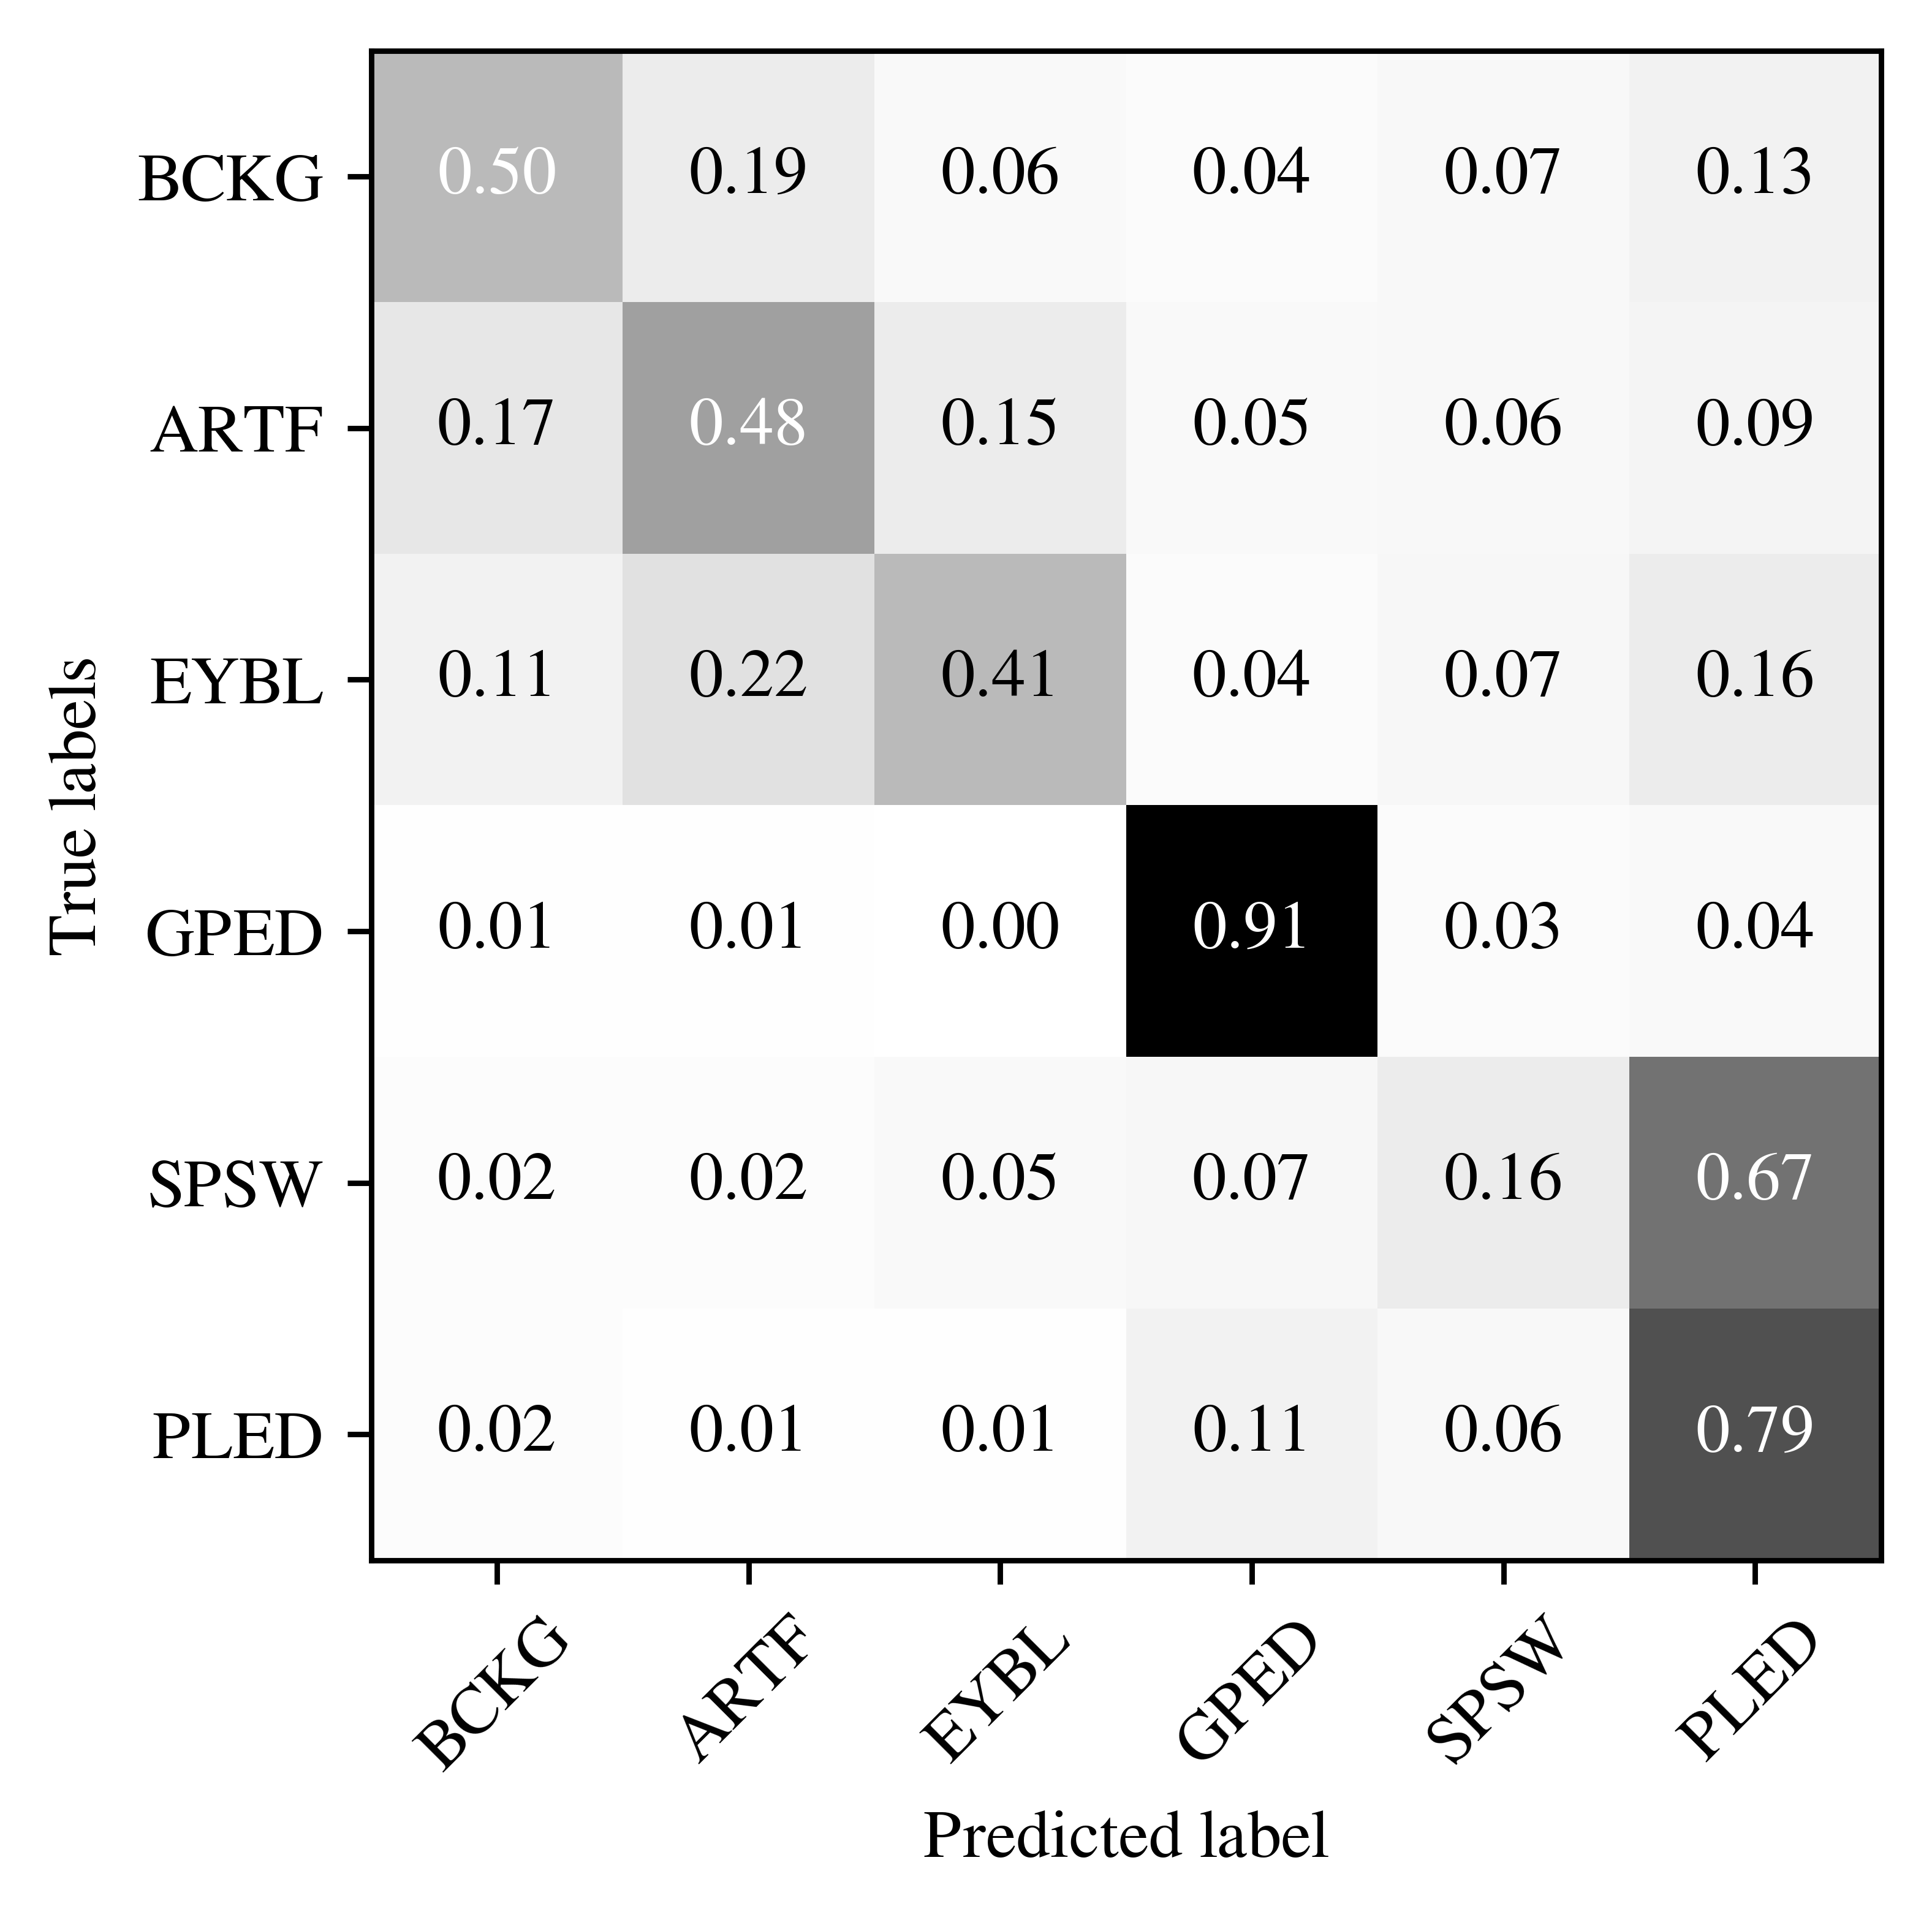 BCKG 0.50 0.19 0.06 0.04 0.07 0.13
ARTF 0.17 0.48 0.15 0.05 0.06 0.09
EYBL 0.11 0.22 0.41 0.04 0.07 0.16
GPED 0.01 0.01 0.00 0.91 0.03 0.04
SPSW 0.02 0.02 0.05 0.07 0.16 0.67
PLED 0.02 0.01 0.01 0.11 0.06 0.79
True labels
BCKG ARTF EYBL GPED SPSW PLED
Predicted label